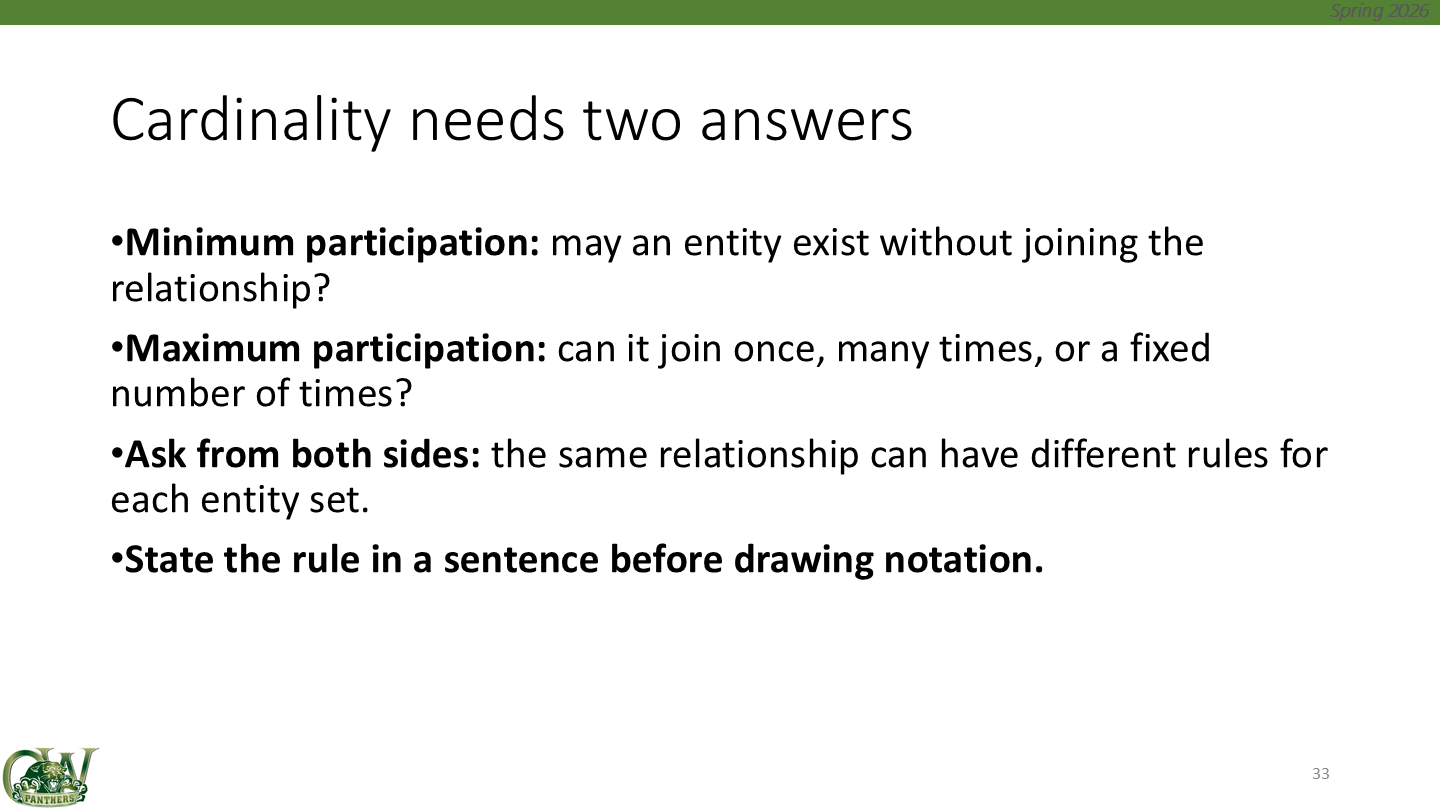 Spring 2026
Cardinality needs two answers
•Minimum participation: may an entity exist without joining the
relationship?
•Maximum participation: can it join once, many times, or a fixed
number of times?
•Ask from both sides: the same relationship can have different rules for
each entity set.
•State the rule in a sentence before drawing notation.
OW
PANTHERS
33